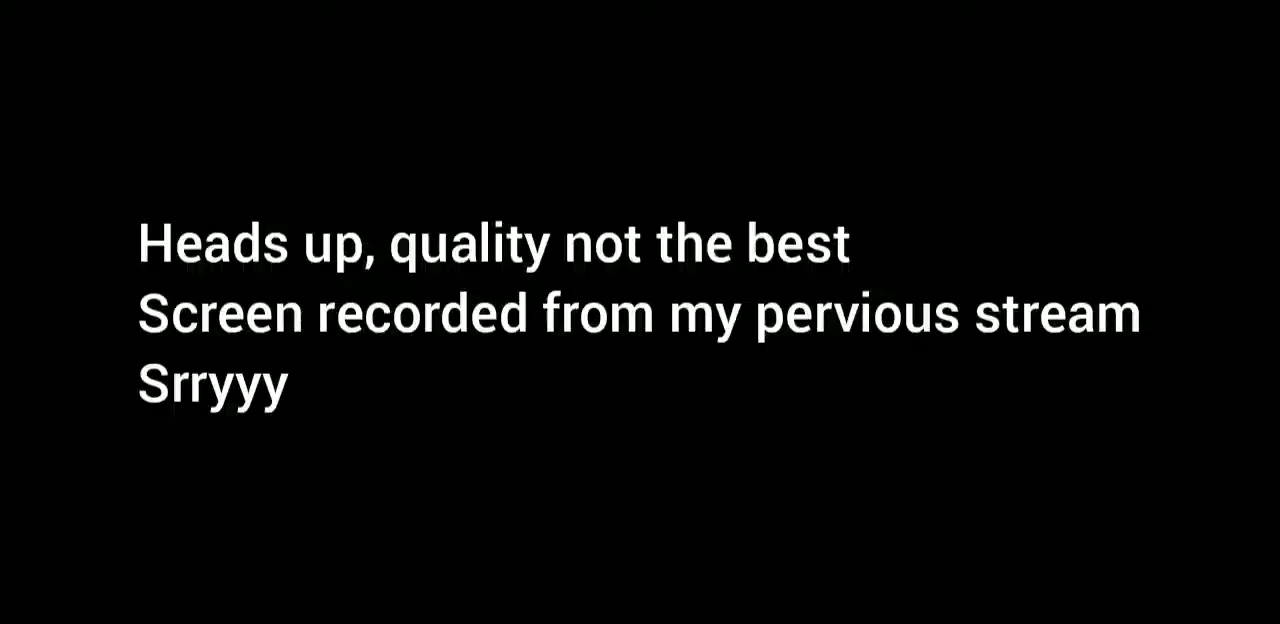 Heads up, quality not the best
Screen recorded from my pervious stream
Srryyy